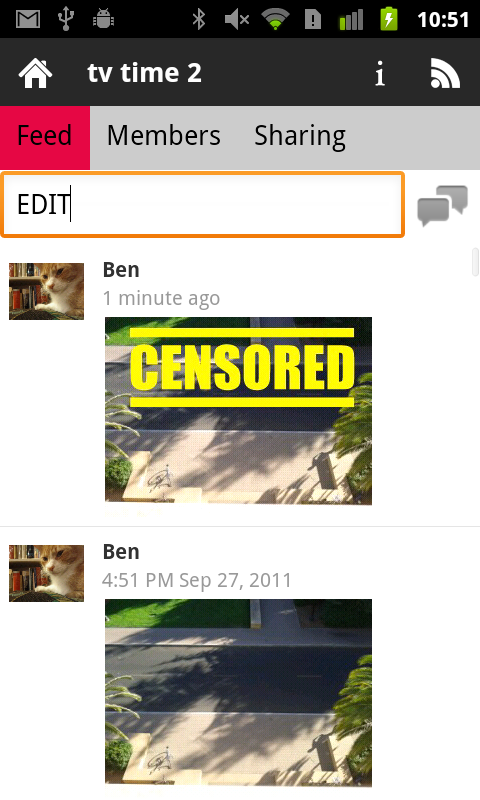 10:51
tv time 2
Feed Members Sharing
EDIT
Ben
1 minute ago
CENSORED
Ben
4:51 PM Sep 27, 2011